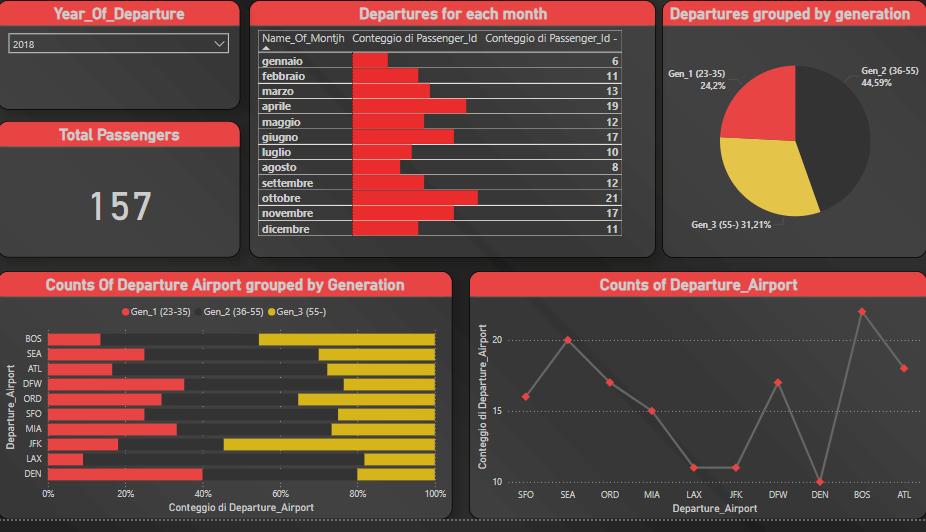 Year_Of_Departure
2018
Total Passengers
157
Departures for each month
Name_Of_Montjh Conteggio di Passenger_Id Conteggio di Passenger_Id -
gennaio 6
febbraio 11
marzo 13
aprile 19
maggio 12
giugno 17
luglio 10
agosto 8
settembre 12
ottobre 21
novembre 17
dicembre 11
Departures grouped by generation
Gen_1 (23-35)
24,2%
Gen_2 (36-55)
44,59%
Gen_3 (55-) 31,21%
Counts Of Departure Airport grouped by Generation
Gen_1 (23-35) Gen_2 (36-55) Gen_3 (55-)
Departure_Airport
BOS
SEA
ATL
DFW
ORD
SFO
MIA
JFK
LAX
DEN
0% 20% 40% 60% 80% 100%
Conteggio di Departure_Airport
Counts of Departure_Airport
Conteggio di Departure_Airport
20
15
10
SFO SEA ORD MIA LAX JFK DFW DEN BOS ATL
Departure_Airport